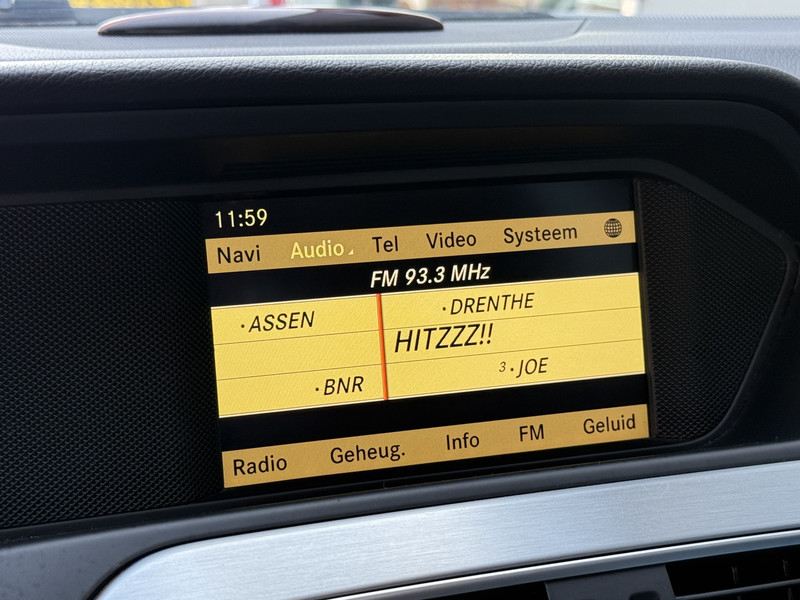 11:59
Navi Audio Tel Video Systeem
FM 93.3 MHz
·ASSEN ·DRENTHE
HITZZZ!!
·BNR 3·JOE
Radio Geheug. Info FM Geluid